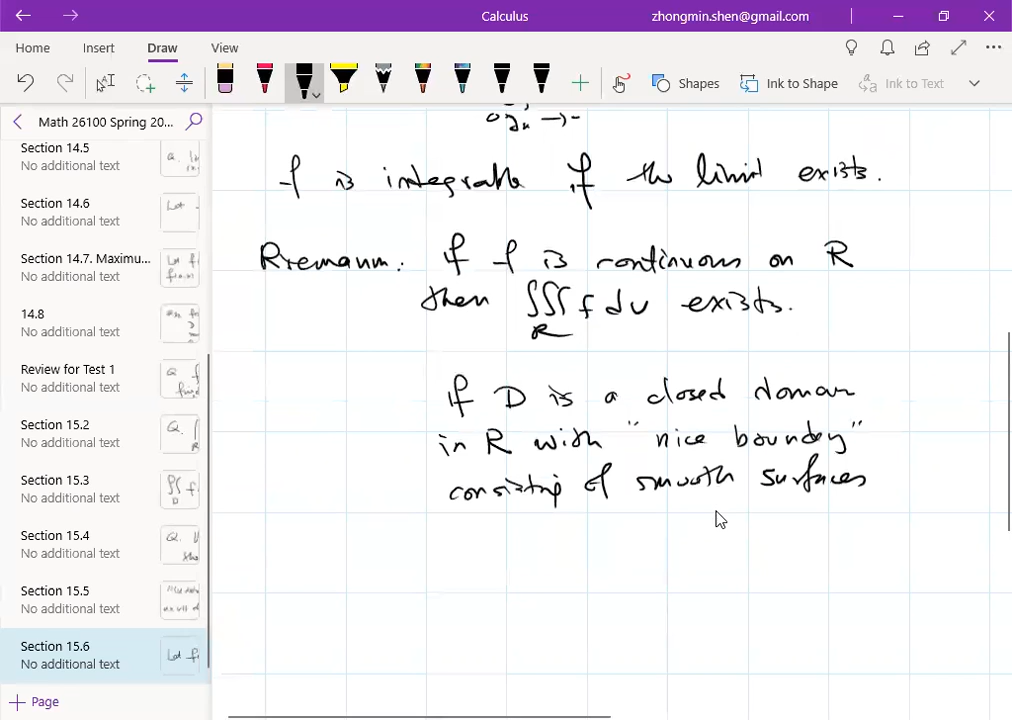 Calculus
zhongmin.shen@gmail.com
Home Insert Draw View
Shapes Ink to Shape Ink to Text
Math 26100 Spring 20...
Section 14.5
No additional text
Section 14.6
No additional text
Section 14.7. Maximu...
No additional text
14.8
No additional text
Review for Test 1
No additional text
Section 15.2
No additional text
Section 15.3
No additional text
Section 15.4
No additional text
Section 15.5
No additional text
Section 15.6
No additional text
Page
f is integrable if the limit exists.
Riemann: if f is continuous on R
then ∭_R f dv exists.
if D is a closed domain
in R with "nice boundry"
consisting of smooth surfaces